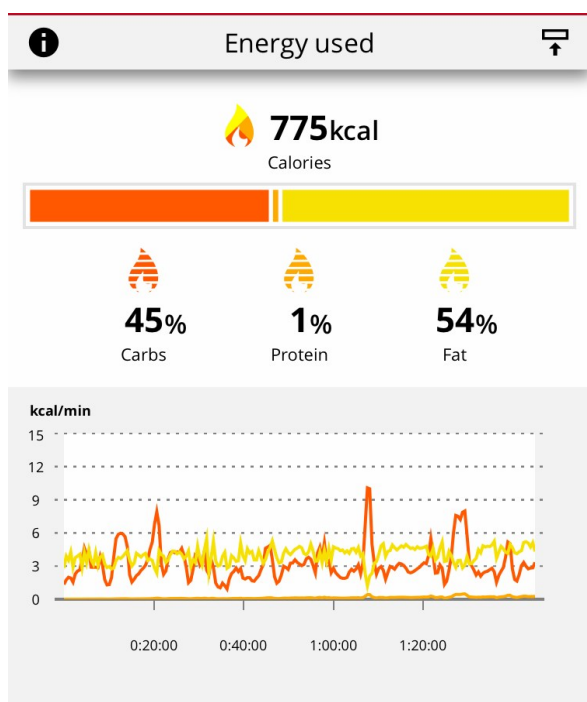 Energy used
775kcal
Calories
45% 1% 54%
Carbs Protein Fat
kcal/min
15
12
9
6
3
0
0:20:00 0:40:00 1:00:00 1:20:00